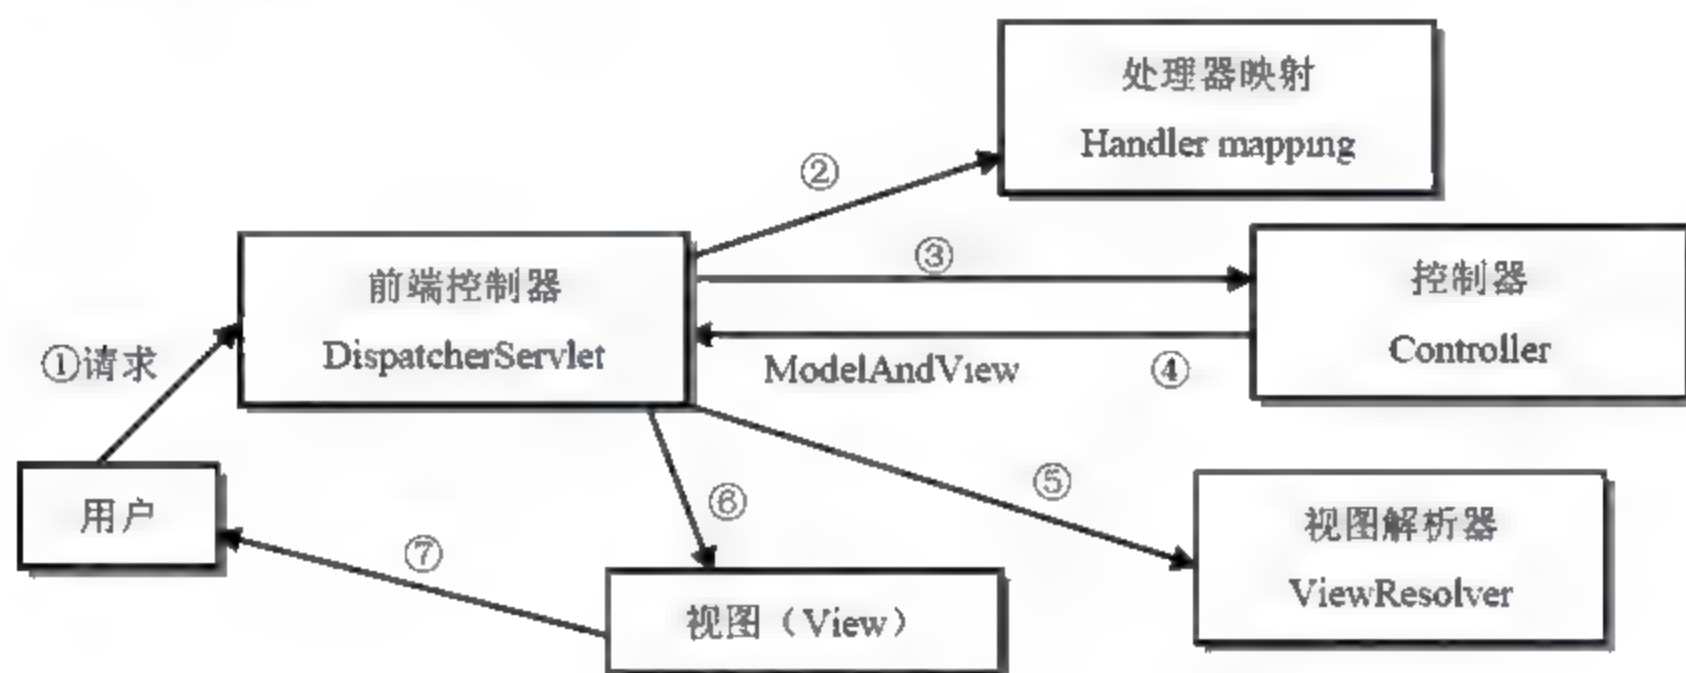 处理器映射
Handler mapping
②
③
前端控制器
DispatcherServlet
控制器
Controller
①请求
ModelAndView
④
用户
⑤
⑥
⑦
视图解析器
ViewResolver
视图（View）